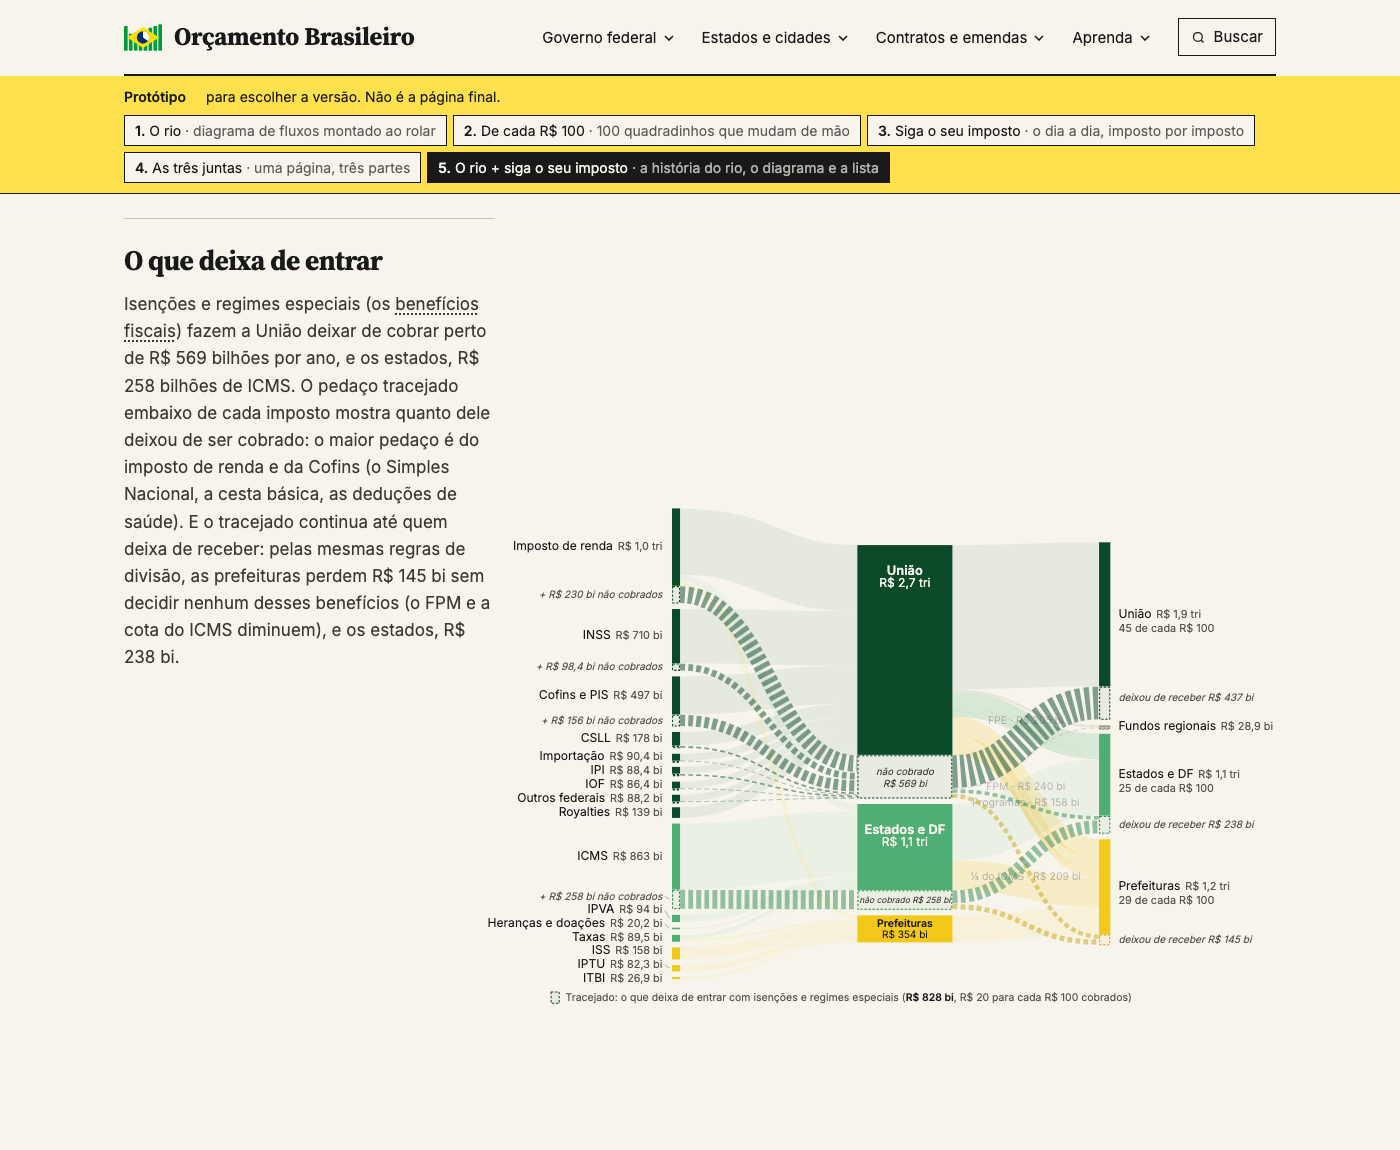 Orçamento Brasileiro
Governo federal
Estados e cidades
Contratos e emendas
Aprenda
Buscar
Protótipo para escolher a versão. Não é a página final.
1. O rio · diagrama de fluxos montado ao rolar
2. De cada R$ 100 · 100 quadradinhos que mudam de mão
3. Siga o seu imposto · o dia a dia, imposto por imposto
4. As três juntas · uma página, três partes
5. O rio + siga o seu imposto · a história do rio, o diagrama e a lista
O que deixa de entrar
Isenções e regimes especiais (os benefícios
fiscais) fazem a União deixar de cobrar perto
de R$ 569 bilhões por ano, e os estados, R$
258 bilhões de ICMS. O pedaço tracejado
embaixo de cada imposto mostra quanto dele
deixou de ser cobrado: o maior pedaço é do
imposto de renda e da Cofins (o Simples
Nacional, a cesta básica, as deduções de
saúde). E o tracejado continua até quem
deixa de receber: pelas mesmas regras de
divisão, as prefeituras perdem R$ 145 bi sem
decidir nenhum desses benefícios (o FPM e a
cota do ICMS diminuem), e os estados, R$
238 bi.
Imposto de renda R$ 1,0 tri
+ R$ 230 bi não cobrados
INSS R$ 710 bi
+ R$ 98,4 bi não cobrados
Cofins e PIS R$ 497 bi
+ R$ 156 bi não cobrados
CSLL R$ 178 bi
Importação R$ 90,4 bi
IPI R$ 88,4 bi
IOF R$ 86,4 bi
Outros federais R$ 88,2 bi
Royalties R$ 139 bi
ICMS R$ 863 bi
+ R$ 258 bi não cobrados
IPVA R$ 94 bi
Heranças e doações R$ 20,2 bi
Taxas R$ 89,5 bi
ISS R$ 158 bi
IPTU R$ 82,3 bi
ITBI R$ 26,9 bi
União
R$ 2,7 tri
não cobrado
R$ 569 bi
Estados e DF
R$ 1,1 tri
não cobrado R$ 258 bi
Prefeituras
R$ 354 bi
FPE · R$
FPM · R$ 240 bi
Programas · R$ 158 bi
¼ do ICMS · R$ 209 bi
União R$ 1,9 tri
45 de cada R$ 100
deixou de receber R$ 437 bi
Fundos regionais R$ 28,9 bi
Estados e DF R$ 1,1 tri
25 de cada R$ 100
deixou de receber R$ 238 bi
Prefeituras R$ 1,2 tri
29 de cada R$ 100
deixou de receber R$ 145 bi
Tracejado: o que deixa de entrar com isenções e regimes especiais (R$ 828 bi, R$ 20 para cada R$ 100 cobrados)